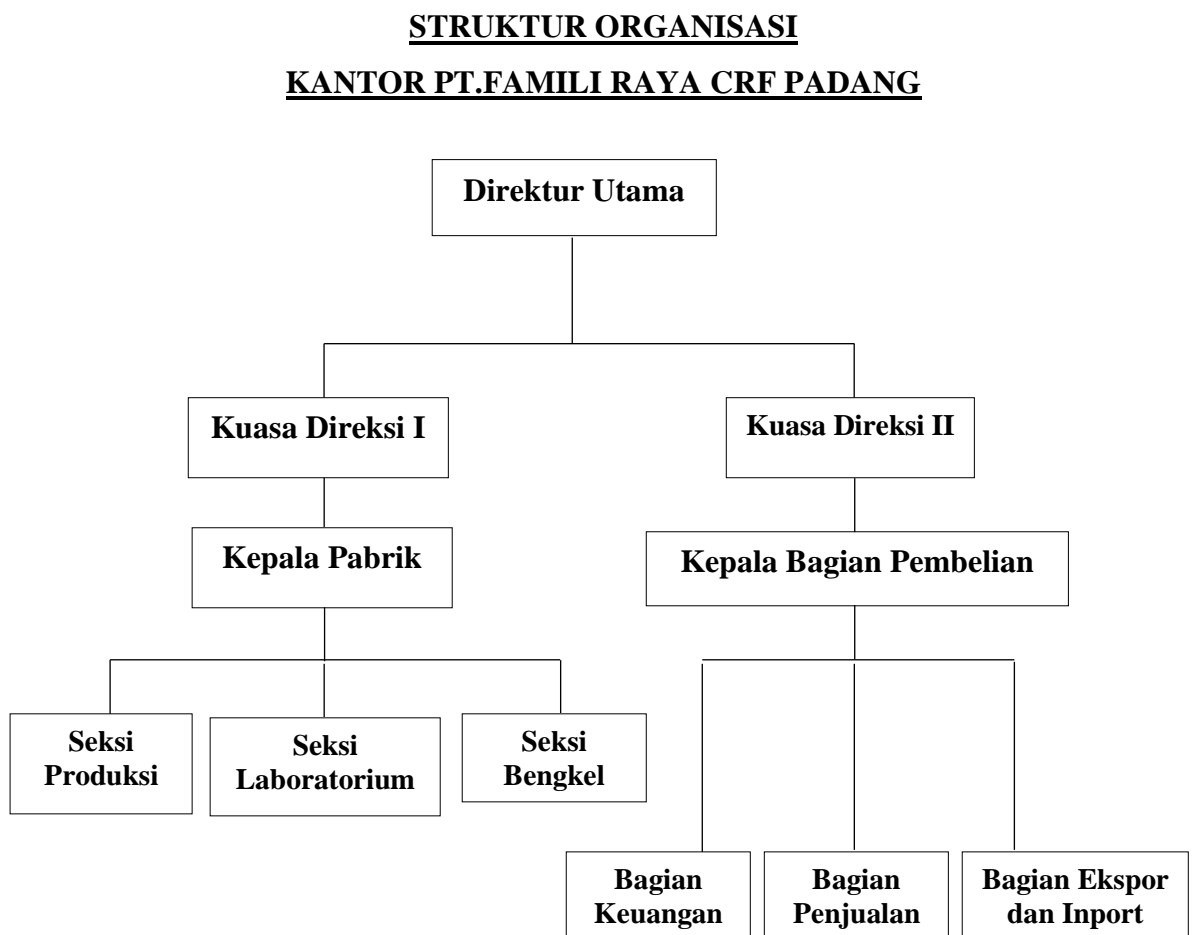 STRUKTUR ORGANISASI
KANTOR PT.FAMILI RAYA CRF PADANG
Direktur Utama
Kuasa Direksi I
Kuasa Direksi II
Kepala Pabrik
Kepala Bagian Pembelian
Seksi
Produksi
Seksi
Laboratorium
Seksi
Bengkel
Bagian
Keuangan
Bagian
Penjualan
Bagian Ekspor
dan Inport